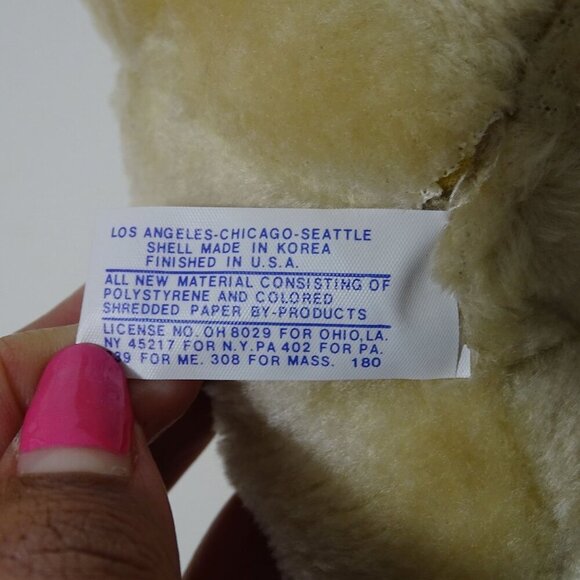 LOS ANGELES-CHICAGO-SEATTLE
SHELL MADE IN KOREA
FINISHED IN U.S.A.
ALL NEW MATERIAL CONSISTING OF
POLYSTYRENE AND COLORED
SHREDDED PAPER BY-PRODUCTS
LICENSE NO. OH 8029 FOR OHIO, LA.
NY 45217 FOR N.Y. PA 402 FOR PA.
FOR ME. 308 FOR MASS. 180